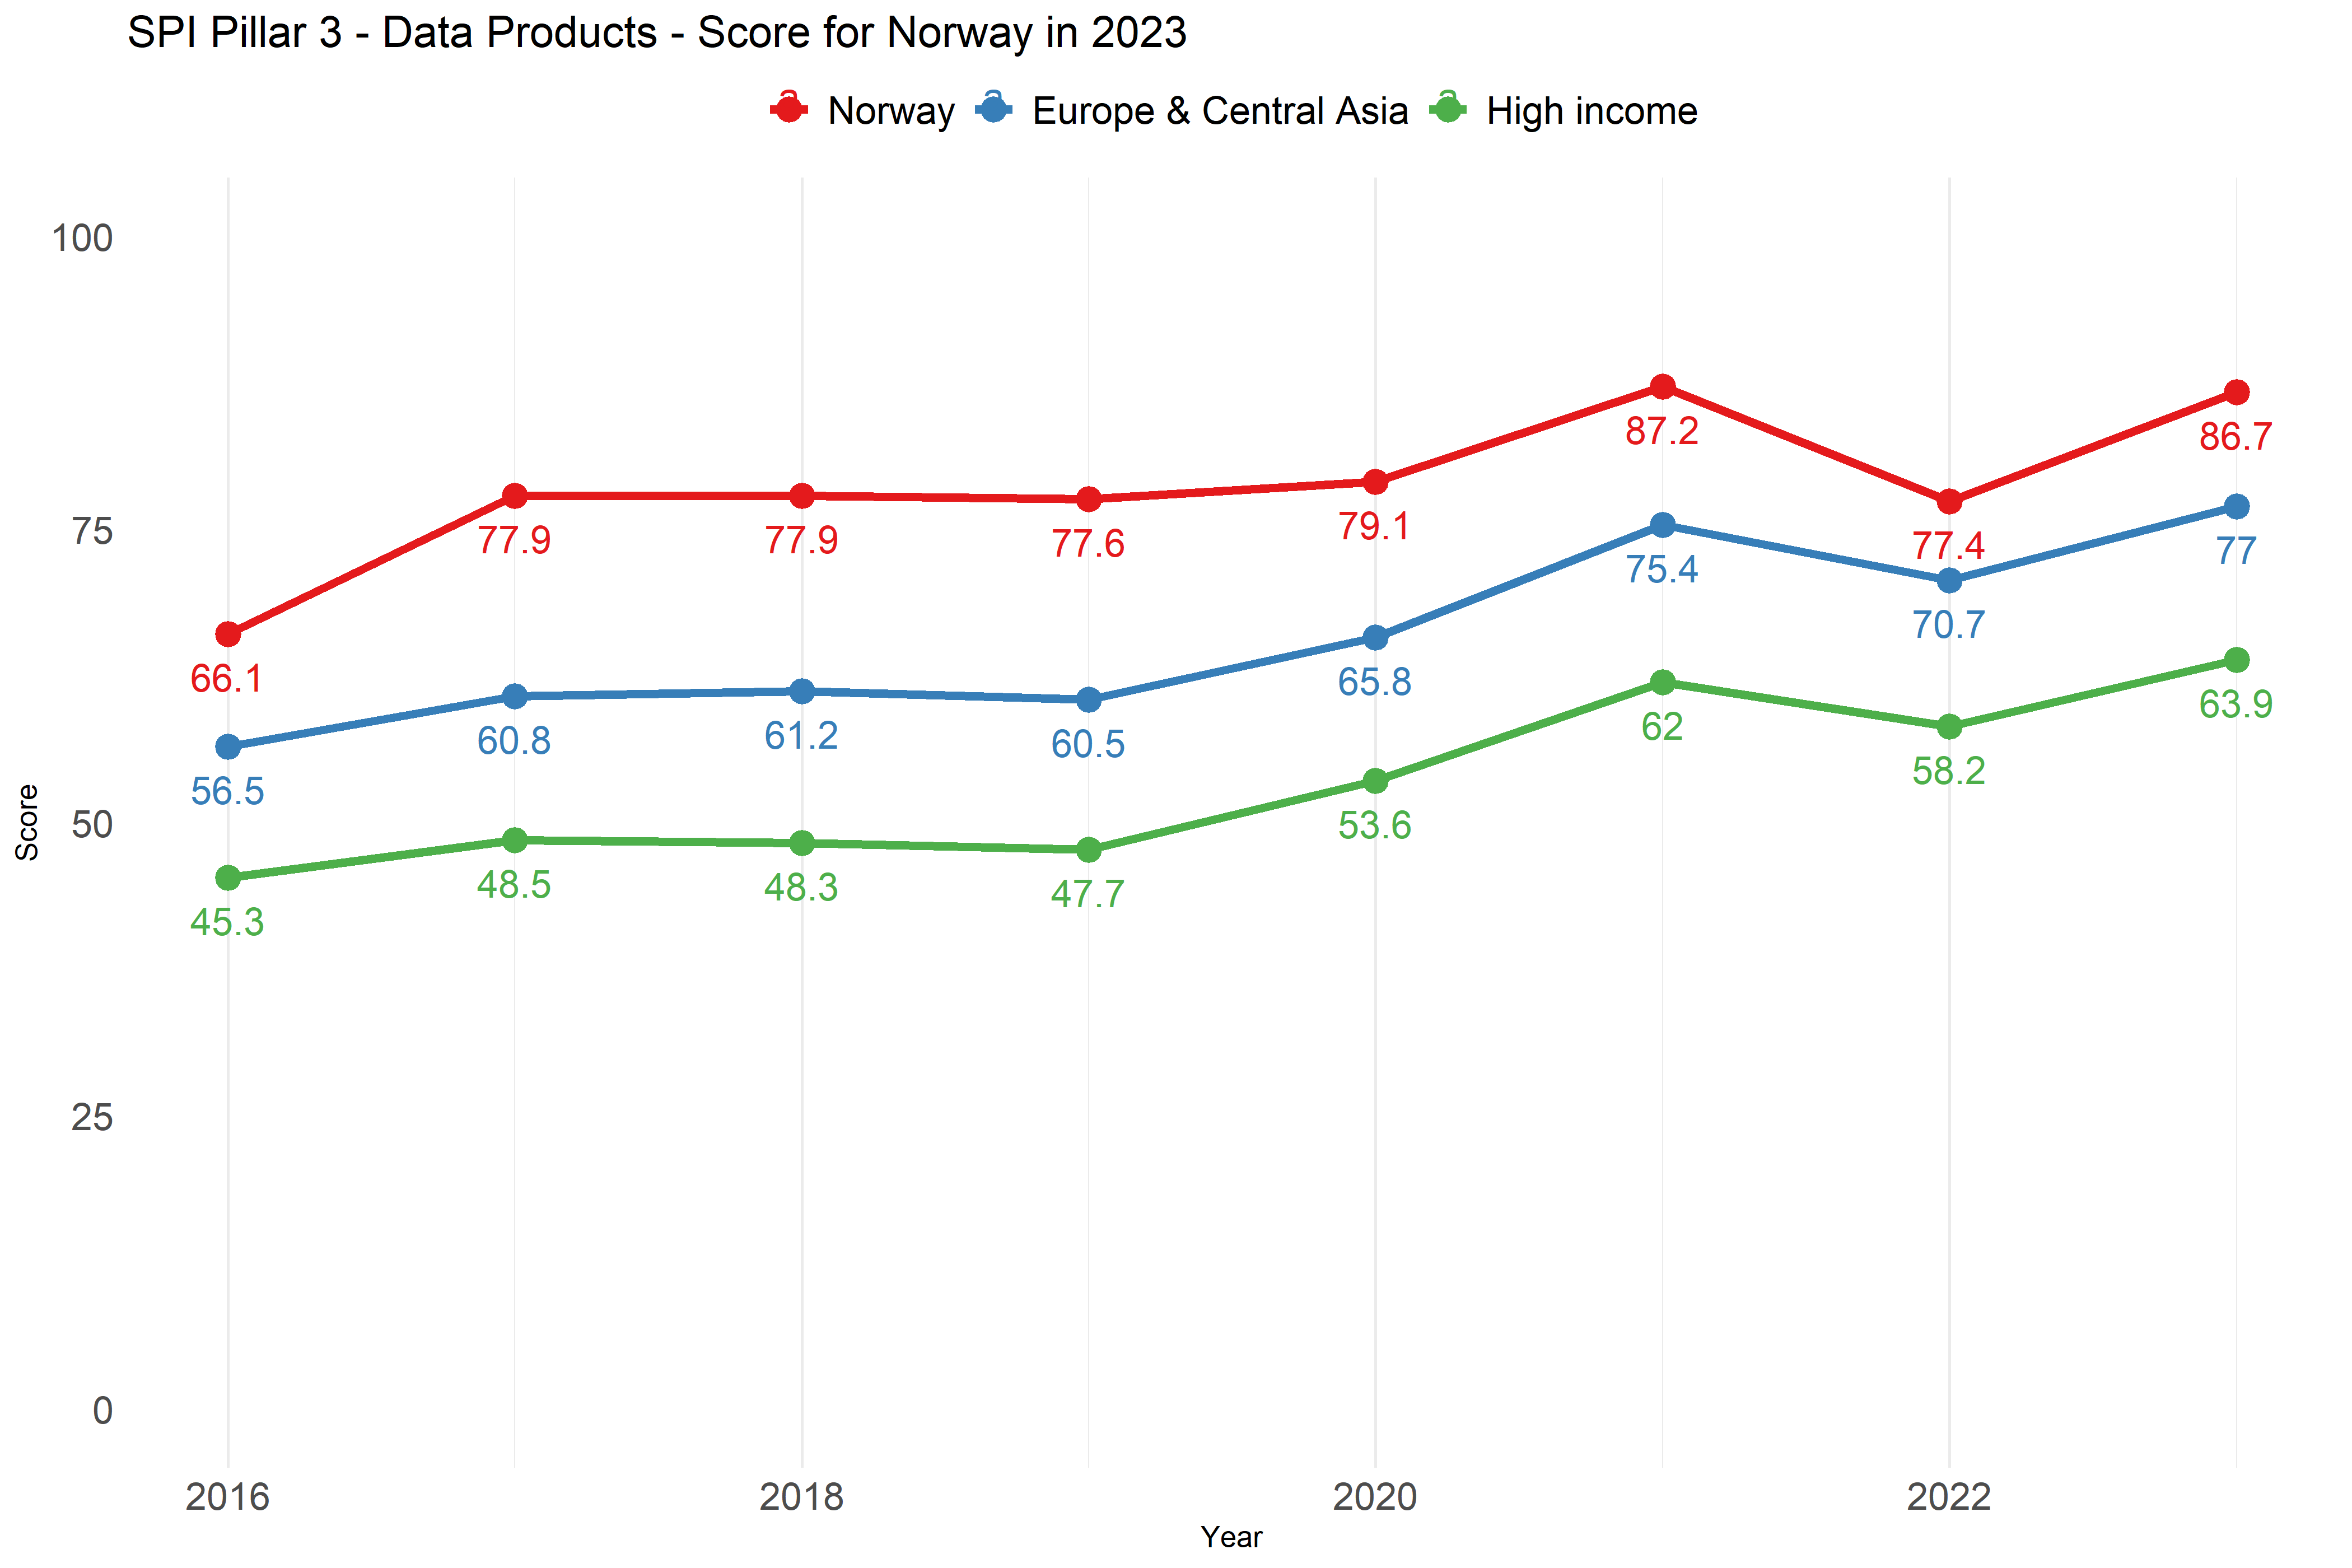 SPI Pillar 3 - Data Products - Score for Norway in 2023
a Norway a Europe & Central Asia a High income
100
75
50
25
0
Score
66.1 77.9 77.9 77.6 79.1 87.2 77.4 86.7
56.5 60.8 61.2 60.5 65.8 75.4 70.7 77
45.3 48.5 48.3 47.7 53.6 62 58.2 63.9
2016 2018 2020 2022
Year